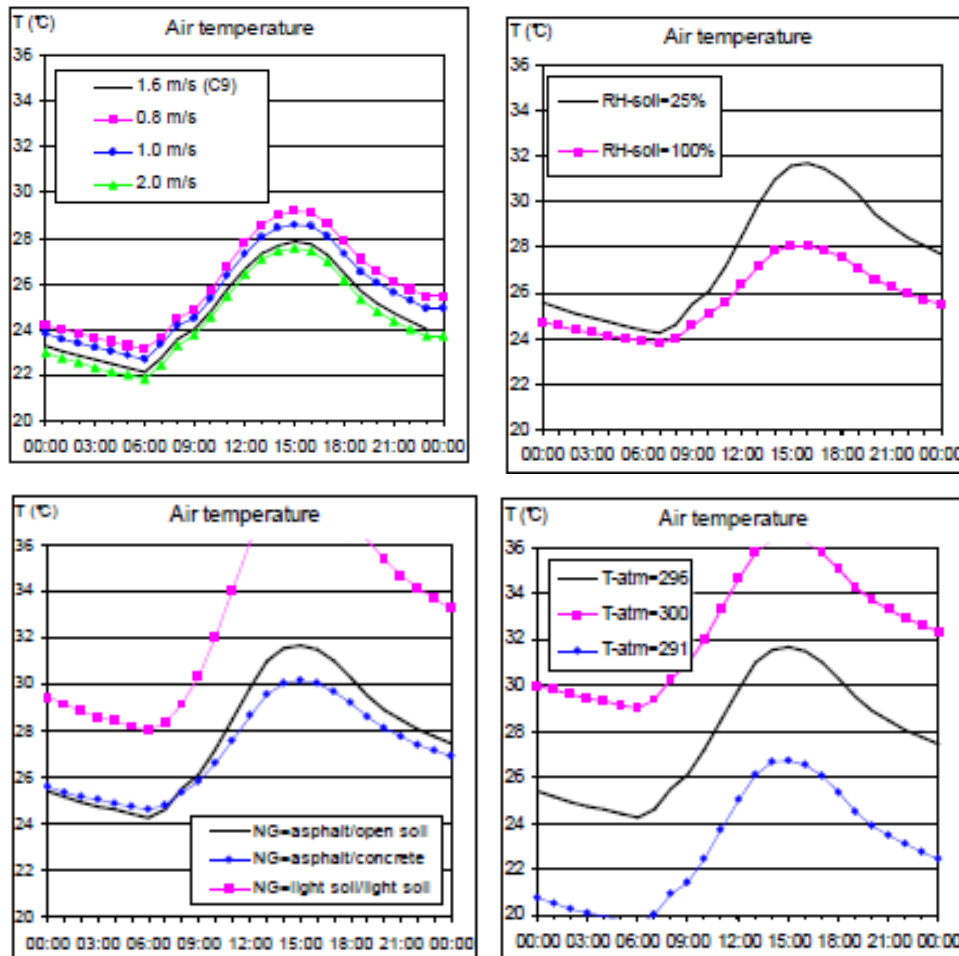 T (°C)
Air temperature
36
34
32
30
28
26
24
22
20
1.6 m/s (C9)
0.8 m/s
1.0 m/s
2.0 m/s
00:00 03:00 06:00 09:00 12:00 15:00 18:00 21:00 00:00
T (°C)
Air temperature
36
34
32
30
28
26
24
22
20
RH-soil=25%
RH-soil=100%
00:00 03:00 06:00 09:00 12:00 15:00 18:00 21:00 00:00
T (°C)
Air temperature
36
34
32
30
28
26
24
22
20
NG=asphalt/open soil
NG=asphalt/concrete
NG=light soil/light soil
00:00 03:00 06:00 09:00 12:00 15:00 18:00 21:00 00:00
T (°C)
Air temperature
36
34
32
30
28
26
24
22
20
T-atm=296
T-atm=300
T-atm=291
00:00 03:00 06:00 09:00 12:00 15:00 18:00 21:00 00:00